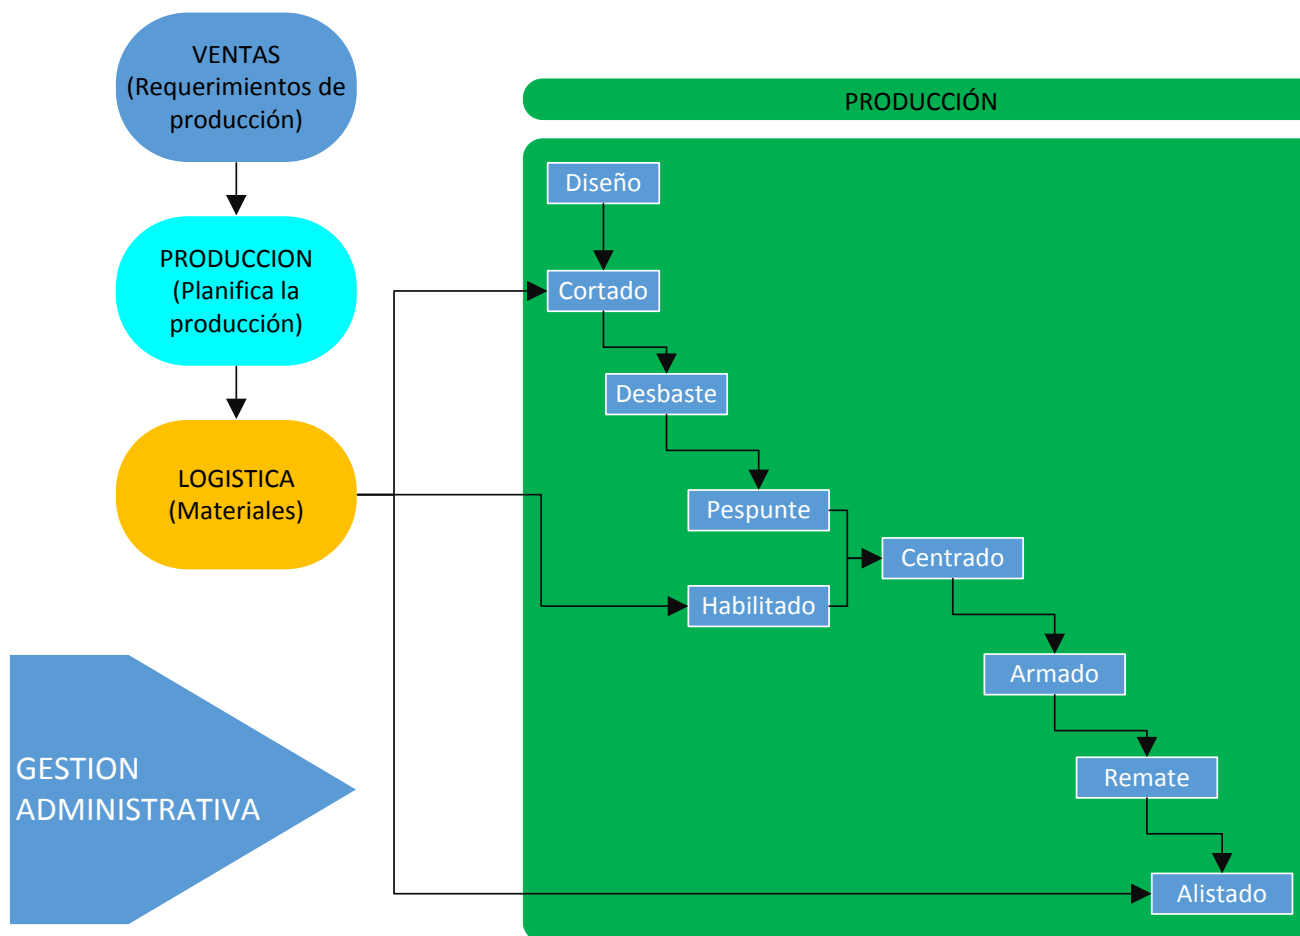 VENTAS
(Requerimientos de
producción)
PRODUCCION
(Planifica la
producción)
LOGISTICA
(Materiales)
GESTION
ADMINISTRATIVA
PRODUCCIÓN
Diseño
Cortado
Desbaste
Pespunte
Habilitado
Centrado
Armado
Remate
Alistado